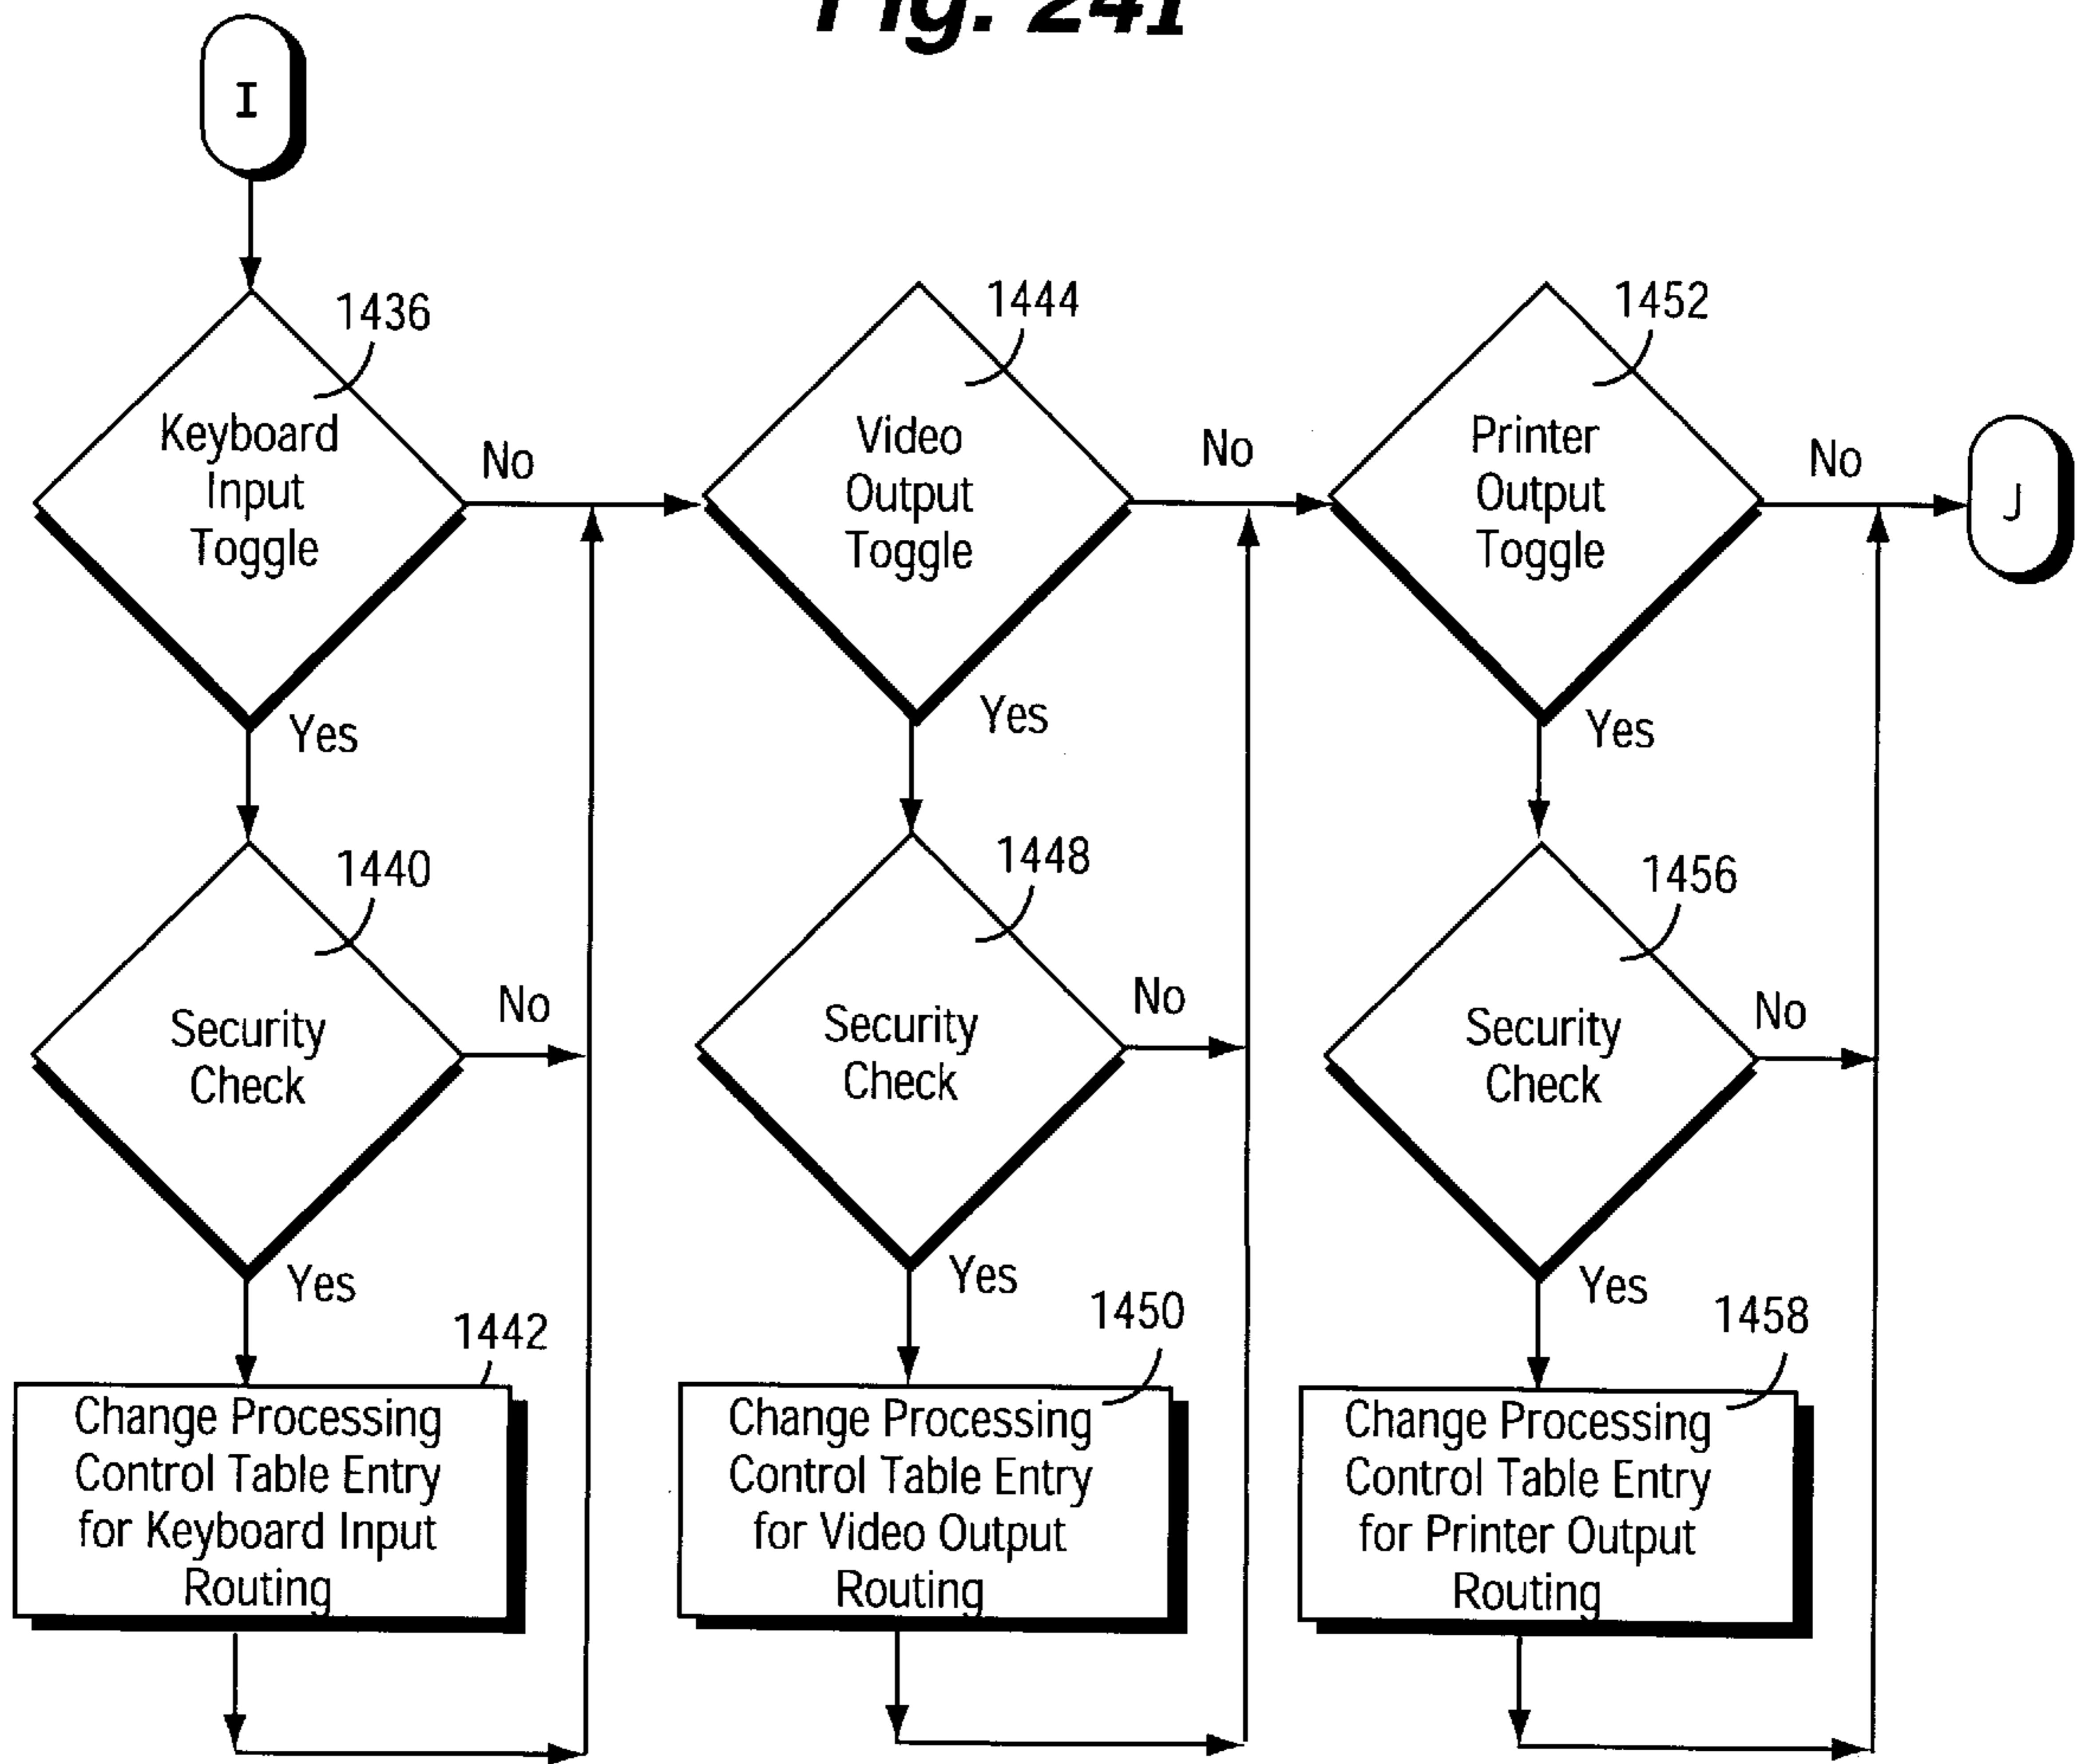 Fig. 24I
I
1436
Keyboard
Input
Toggle
No
Yes
1444
Video
Output
Toggle
No
Yes
1452
Printer
Output
Toggle
No
Yes
J
1440
Security
Check
No
Yes
1448
Security
Check
No
Yes
1456
Security
Check
No
Yes
1442
Change Processing
Control Table Entry
for Keyboard Input
Routing
1450
Change Processing
Control Table Entry
for Video Output
Routing
1458
Change Processing
Control Table Entry
for Printer Output
Routing